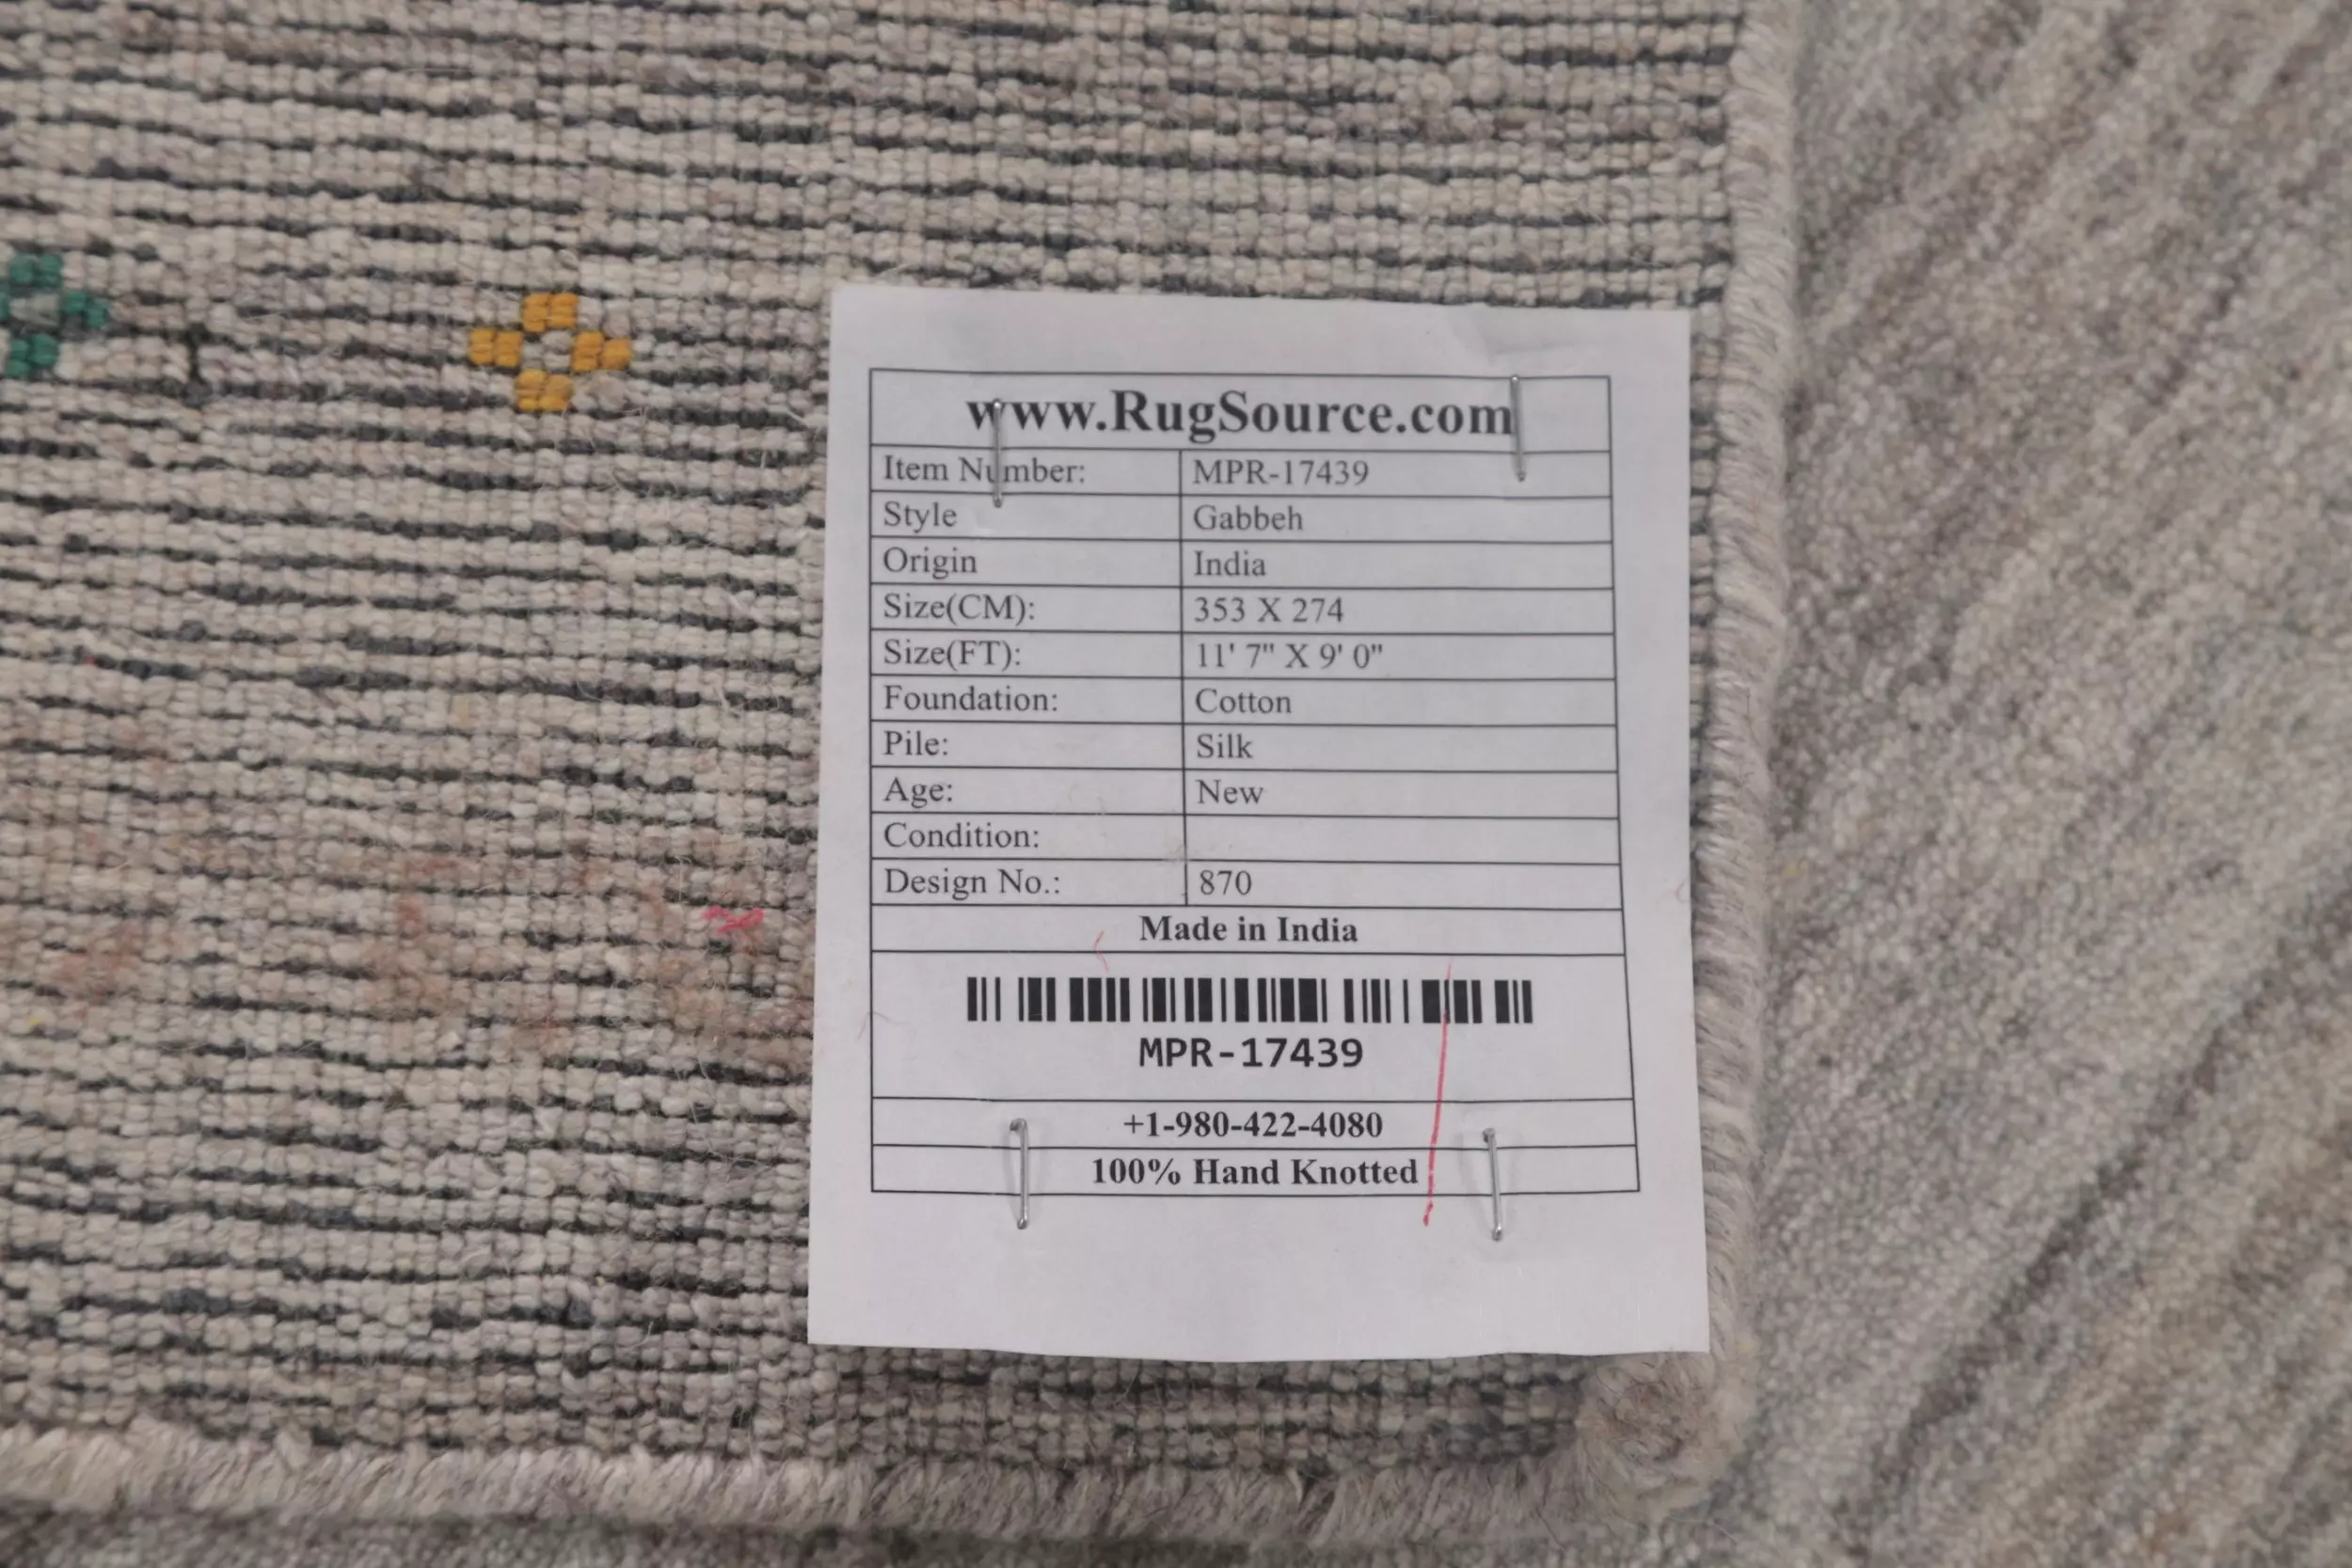 www.RugSource.com
Item Number: MPR-17439
Style Gabbeh
Origin India
Size(CM): 353 X 274
Size(FT): 11' 7" X 9' 0"
Foundation: Cotton
Pile: Silk
Age: New
Condition:
Design No.: 870
Made in India
MPR-17439
+1-980-422-4080
100% Hand Knotted